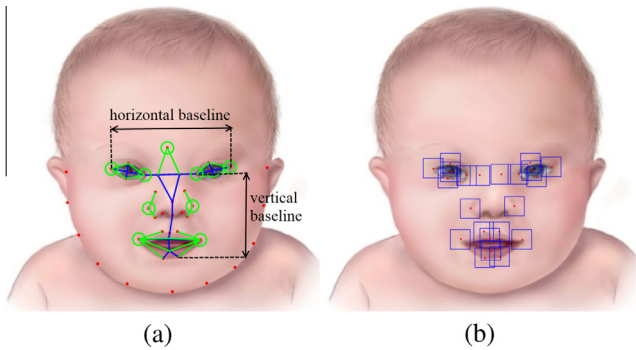 horizontal baseline
vertical
baseline
(a)
(b)